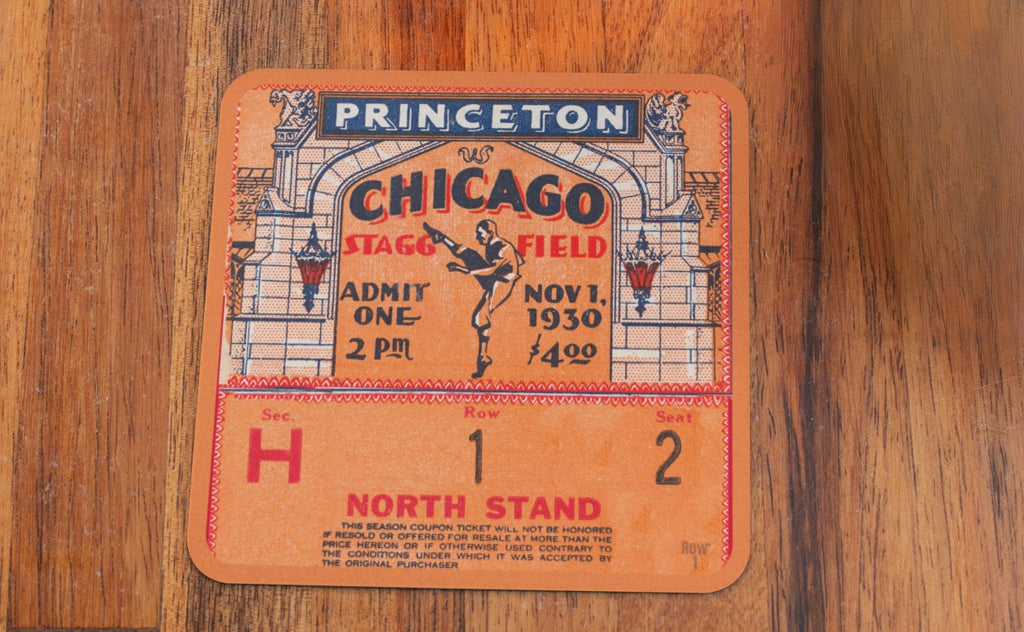 PRINCETON
CHICAGO
STAGG FIELD
ADMIT ONE
2 PM
NOV 1, 1930
$4.00
Sec. Row Seat
H 1 2
NORTH STAND
THIS SEASON COUPON TICKET WILL NOT BE HONORED
IF RESOLD OR OFFERED FOR RESALE AT MORE THAN THE
PRICE HEREON OR IF OTHERWISE USED CONTRARY TO
THE CONDITIONS UNDER WHICH IT WAS ACCEPTED BY
THE ORIGINAL PURCHASER
Row
1